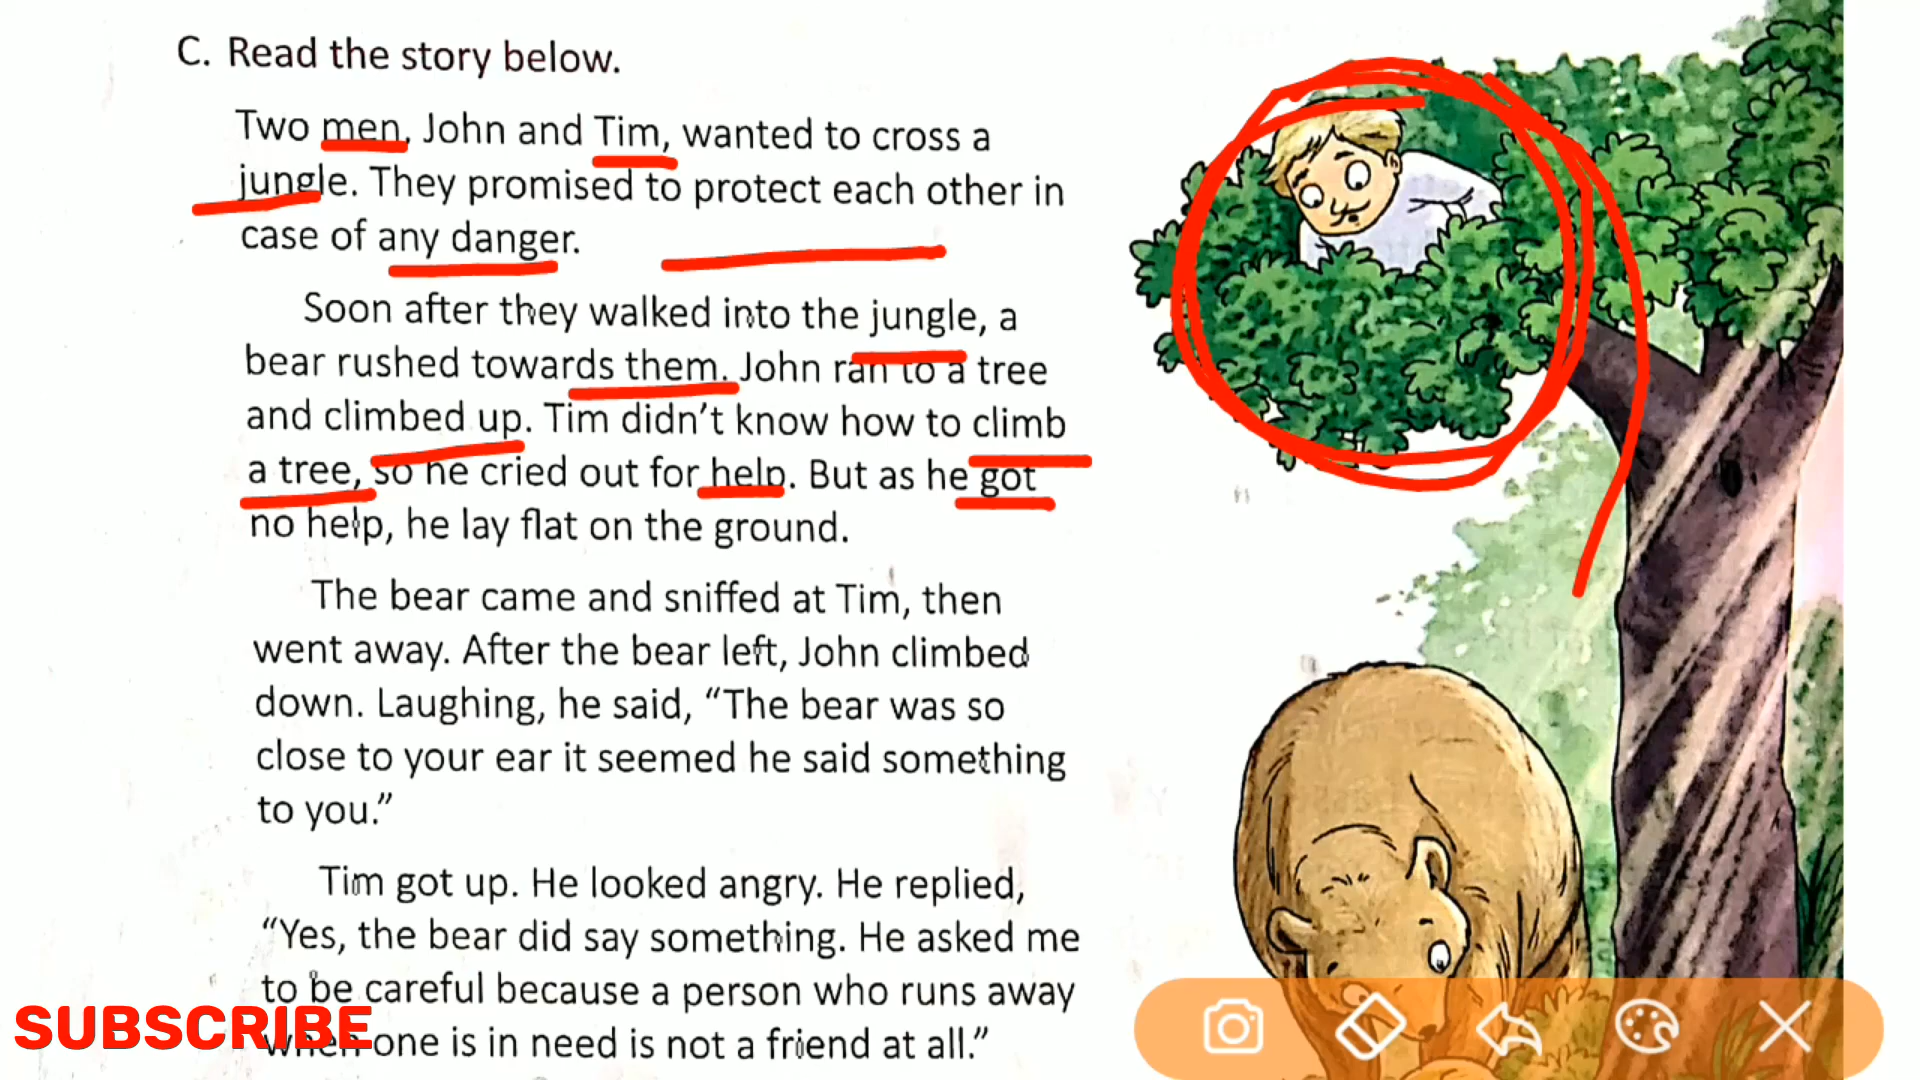 C. Read the story below.
Two men, John and Tim, wanted to cross a
jungle. They promised to protect each other in
case of any danger.
Soon after they walked into the jungle, a
bear rushed towards them. John ran to a tree
and climbed up. Tim didn't know how to climb
a tree, so he cried out for help. But as he got
no help, he lay flat on the ground.
The bear came and sniffed at Tim, then
went away. After the bear left, John climbed
down. Laughing, he said, “The bear was so
close to your ear it seemed he said something
to you.”
Tim got up. He looked angry. He replied,
“Yes, the bear did say something. He asked me
to be careful because a person who runs away
when one is in need is not a friend at all.”
SUBSCRIBE